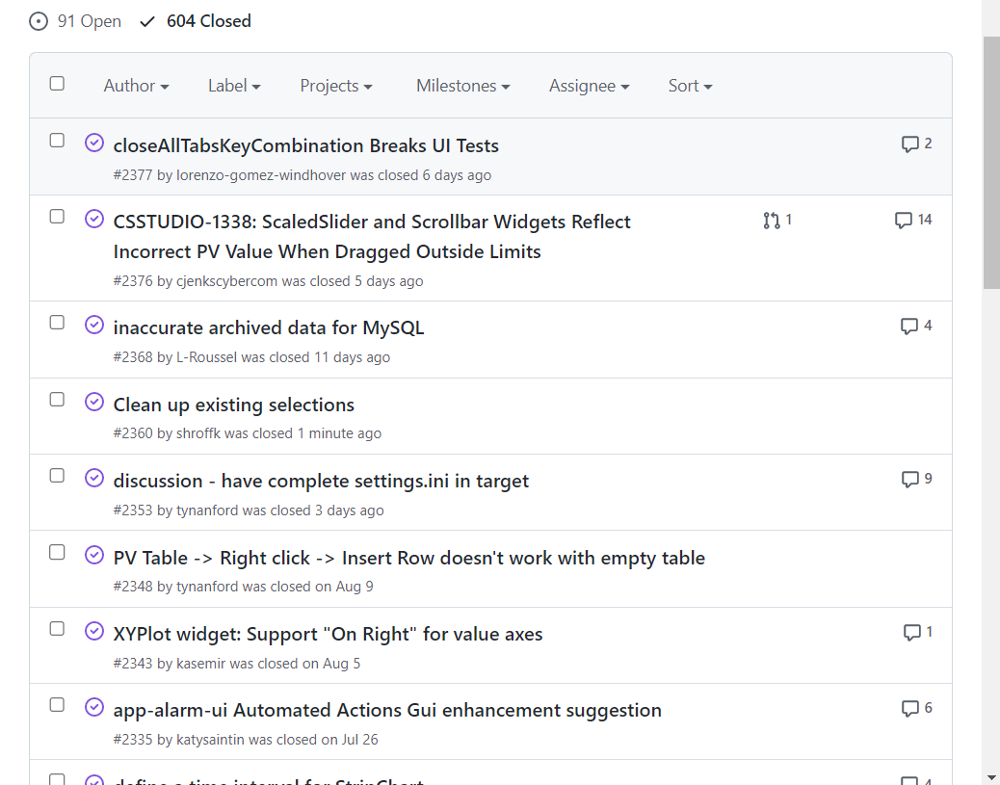 91 Open 604 Closed
Author Label Projects Milestones Assignee Sort
closeAllTabsKeyCombination Breaks UI Tests 2
#2377 by lorenzo-gomez-windhover was closed 6 days ago
CSSTUDIO-1338: ScaledSlider and Scrollbar Widgets Reflect 1 14
Incorrect PV Value When Dragged Outside Limits
#2376 by cjenkscybercom was closed 5 days ago
inaccurate archived data for MySQL 4
#2368 by L-Roussel was closed 11 days ago
Clean up existing selections
#2360 by shroffk was closed 1 minute ago
discussion - have complete settings.ini in target 9
#2353 by tynanford was closed 3 days ago
PV Table -> Right click -> Insert Row doesn't work with empty table
#2348 by tynanford was closed on Aug 9
XYPlot widget: Support "On Right" for value axes 1
#2343 by kasemir was closed on Aug 5
app-alarm-ui Automated Actions Gui enhancement suggestion 6
#2335 by katysaintin was closed on Jul 26
define a time interval for StripChart 4